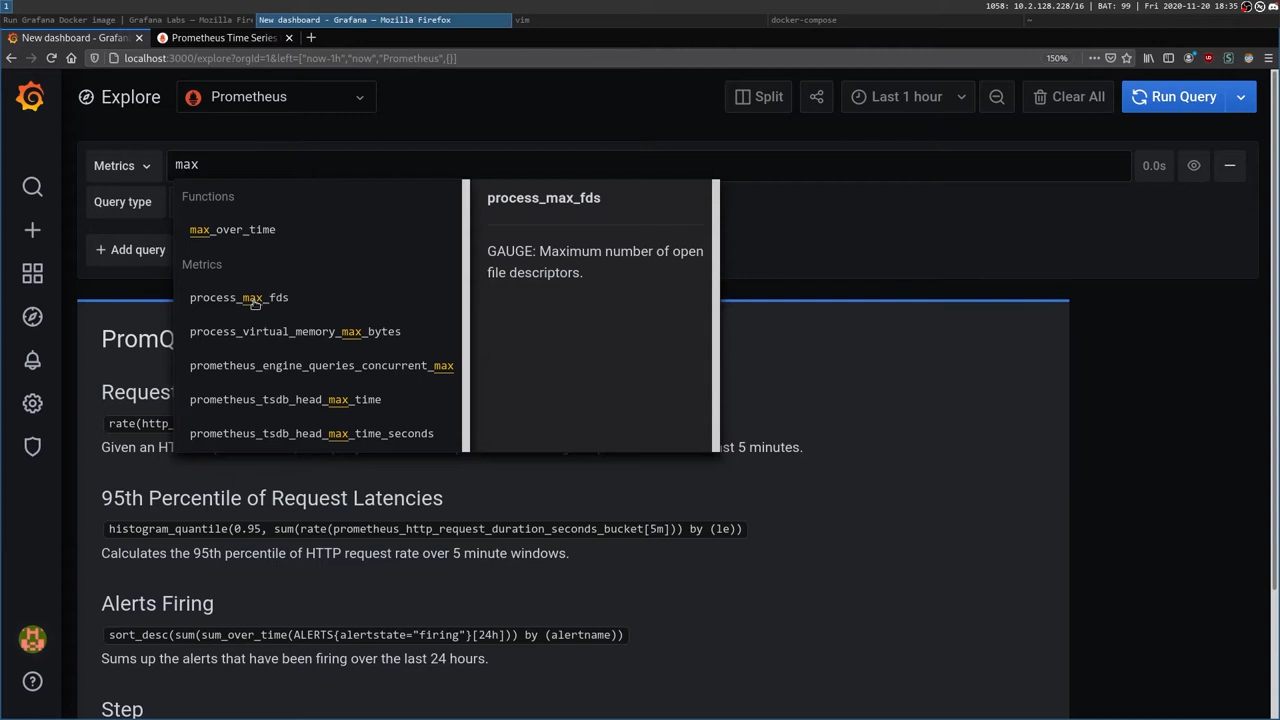 1
1058: 10.2.128.228/16 | BAT: 99 | Fri 2020-11-20 18:35
Run Grafana Docker image | Grafana Labs — Mozilla Fir
New dashboard - Grafana — Mozilla Firefox
vim
docker-compose
~
New dashboard - Grafan
Prometheus Time Series
localhost:3000/explore?orgId=1&left=["now-1h","now","Prometheus",{}]
150%
Explore
Prometheus
Split
Last 1 hour
Clear All
Run Query
Metrics
max
0.0s
Query type
+ Add query
Functions
max_over_time
Metrics
process_max_fds
process_virtual_memory_max_bytes
prometheus_engine_queries_concurrent_max
prometheus_tsdb_head_max_time
prometheus_tsdb_head_max_time_seconds
process_max_fds
GAUGE: Maximum number of open
file descriptors.
PromQ
Reques
rate(http_
Given an HT
st 5 minutes.
95th Percentile of Request Latencies
histogram_quantile(0.95, sum(rate(prometheus_http_request_duration_seconds_bucket[5m])) by (le))
Calculates the 95th percentile of HTTP request rate over 5 minute windows.
Alerts Firing
sort_desc(sum(sum_over_time(ALERTS{alertstate="firing"}[24h])) by (alertname))
Sums up the alerts that have been firing over the last 24 hours.
Step